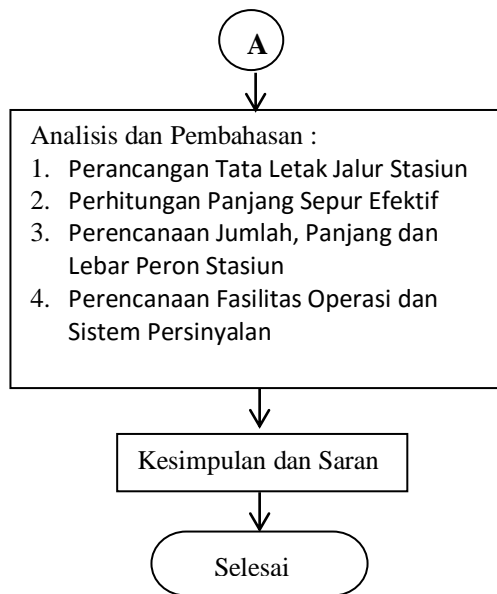 A
Analisis dan Pembahasan :
1. Perancangan Tata Letak Jalur Stasiun
2. Perhitungan Panjang Sepur Efektif
3. Perencanaan Jumlah, Panjang dan
Lebar Peron Stasiun
4. Perencanaan Fasilitas Operasi dan
Sistem Persinyalan
Kesimpulan dan Saran
Selesai